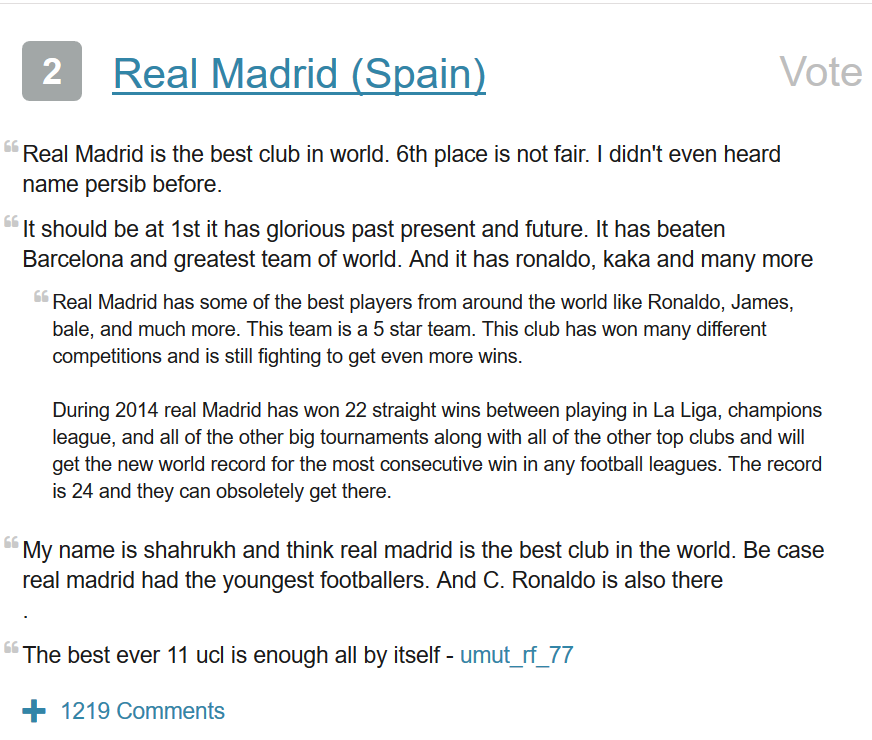 2
Real Madrid (Spain)
Vote
“Real Madrid is the best club in world. 6th place is not fair. I didn't even heard
name persib before.
“It should be at 1st it has glorious past present and future. It has beaten
Barcelona and greatest team of world. And it has ronaldo, kaka and many more
“Real Madrid has some of the best players from around the world like Ronaldo, James,
bale, and much more. This team is a 5 star team. This club has won many different
competitions and is still fighting to get even more wins.
During 2014 real Madrid has won 22 straight wins between playing in La Liga, champions
league, and all of the other big tournaments along with all of the other top clubs and will
get the new world record for the most consecutive win in any football leagues. The record
is 24 and they can obsoletely get there.
“My name is shahrukh and think real madrid is the best club in the world. Be case
real madrid had the youngest footballers. And C. Ronaldo is also there
.
“The best ever 11 ucl is enough all by itself - umut_rf_77
+ 1219 Comments